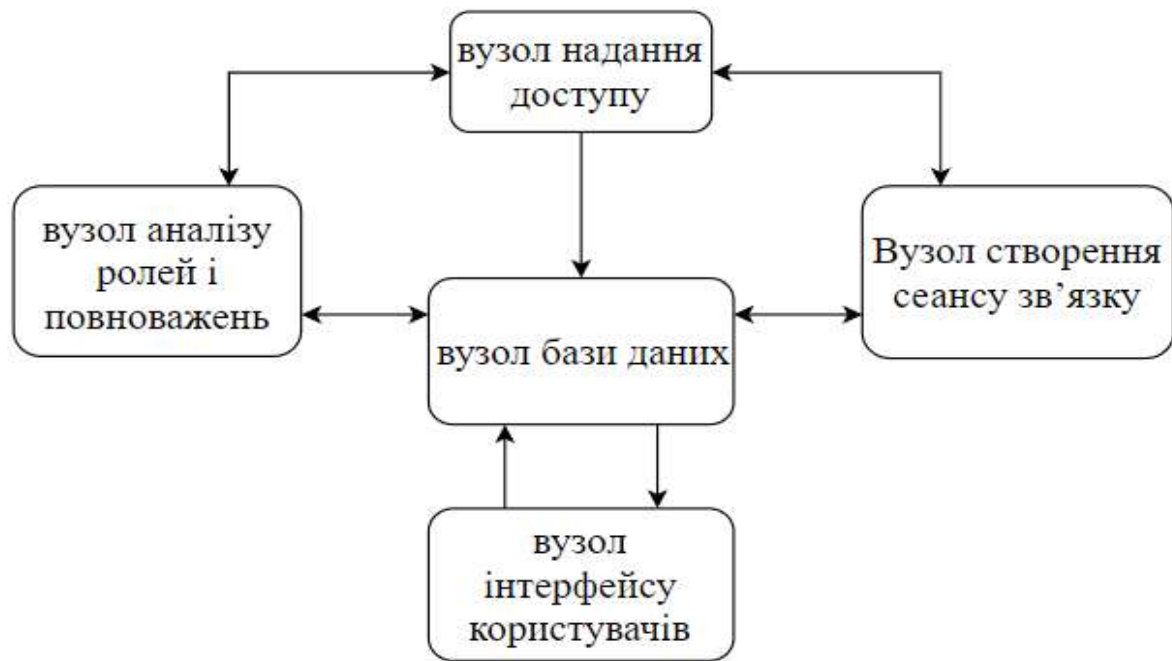 вузол надання
доступу
вузол аналізу
ролей і
повноважень
Вузол створення
сеансу зв’язку
вузол бази даних
вузол
інтерфейсу
користувачів